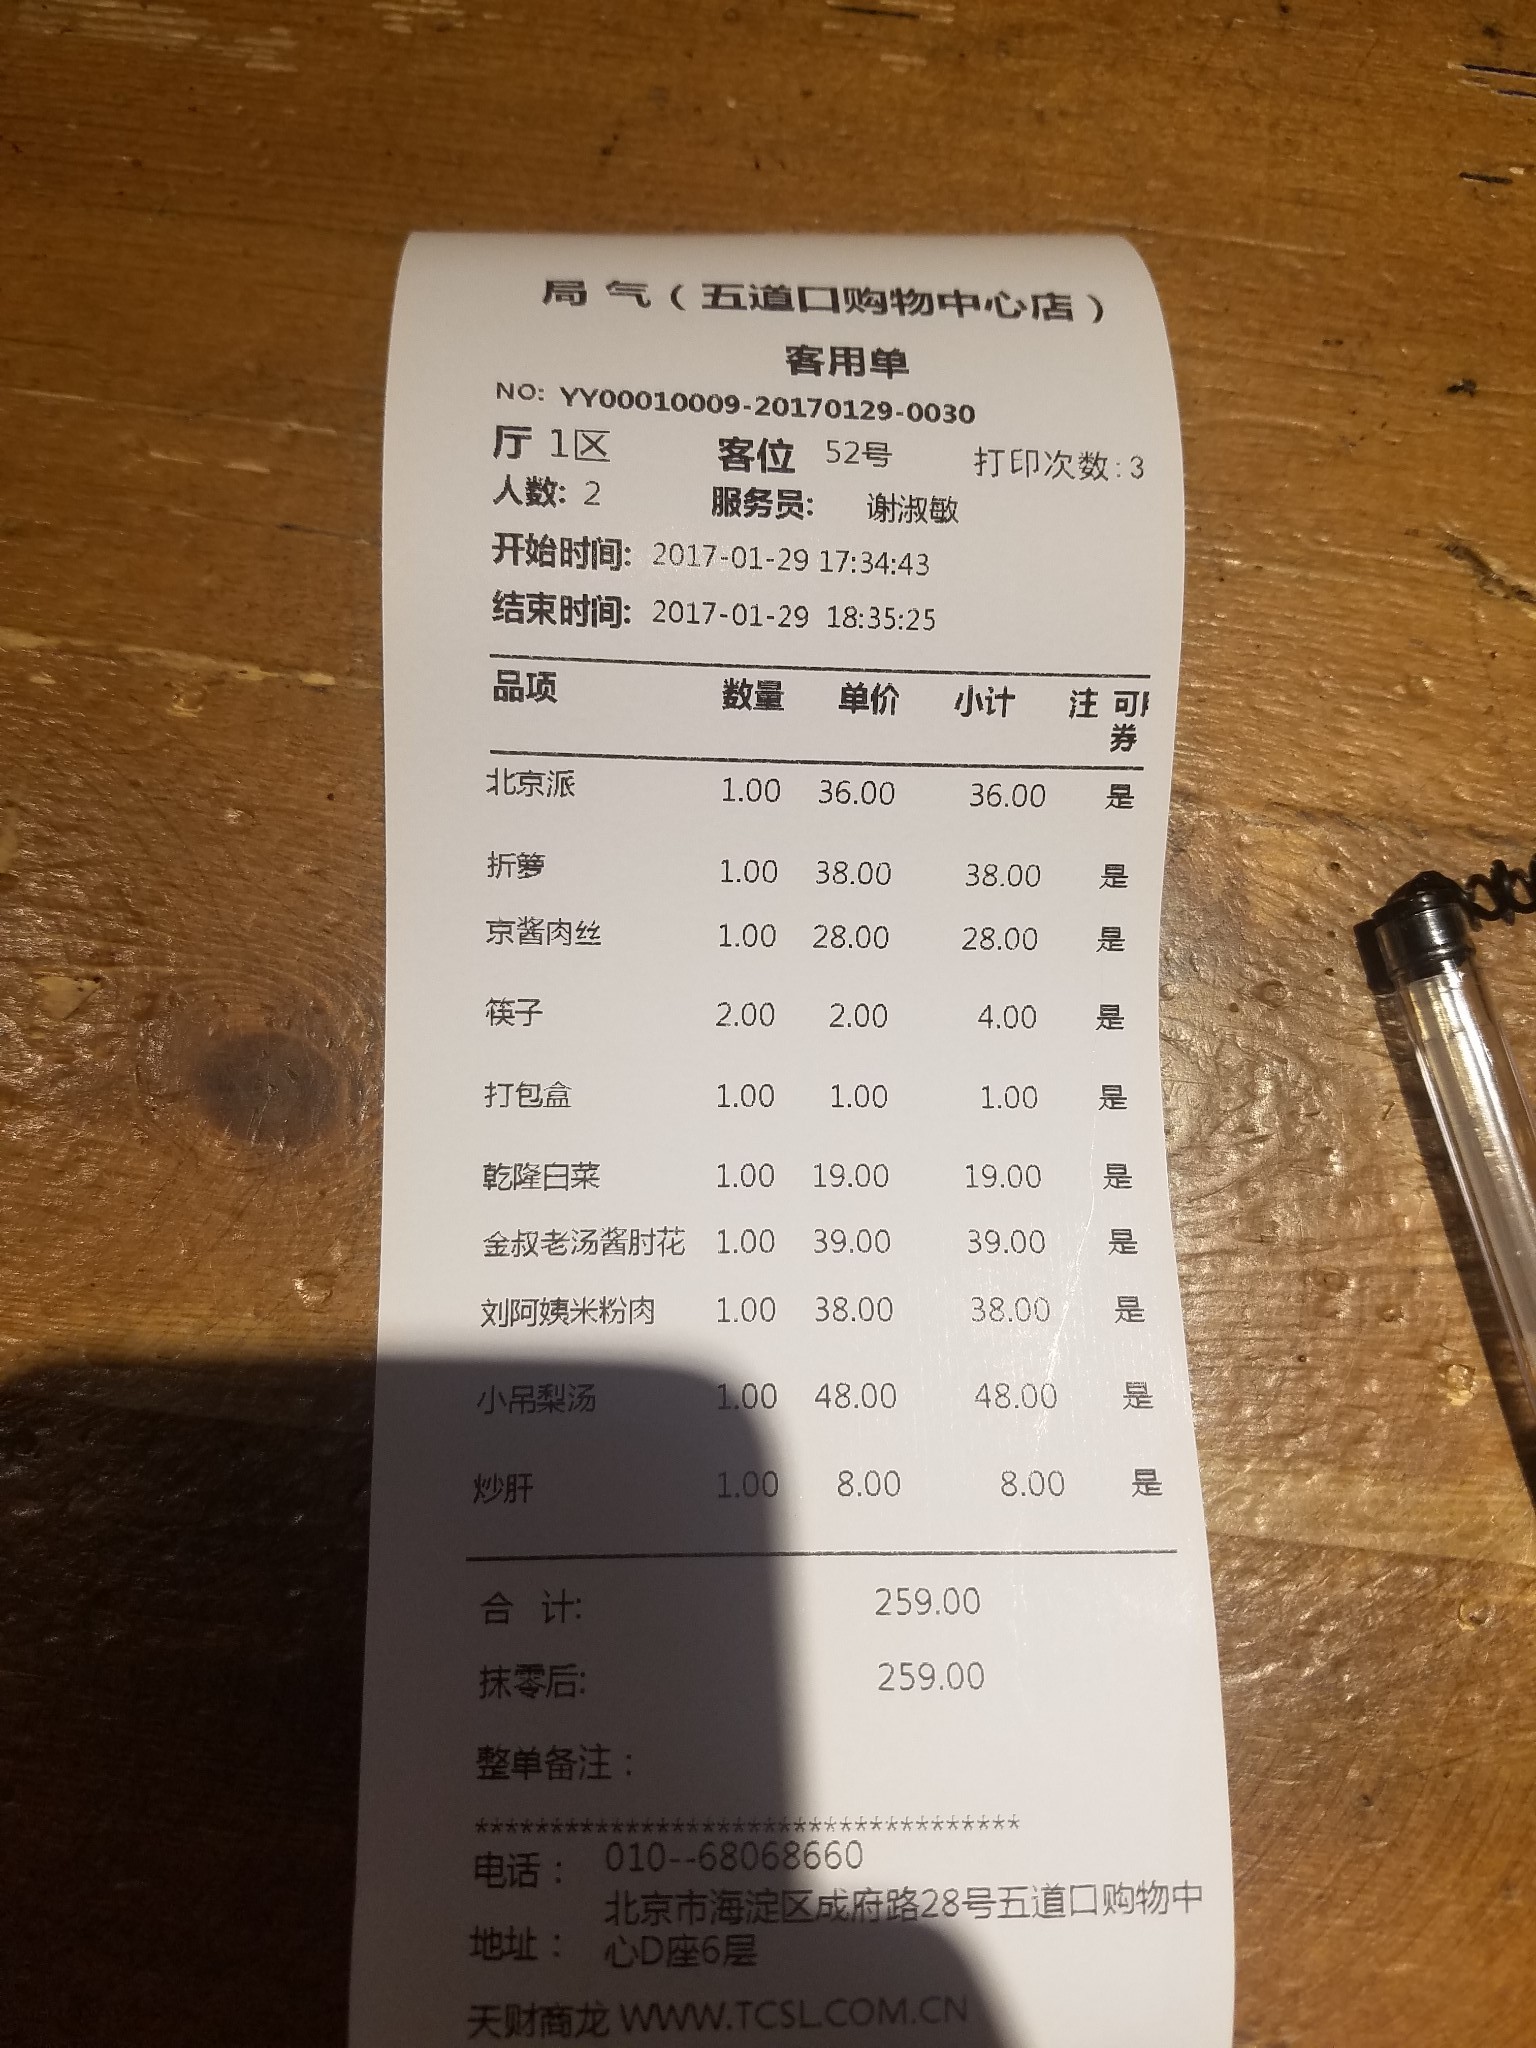 局 气（五道口购物中心店）
客用单
NO: YY00010009-20170129-0030
厅 1区 客位 52号 打印次数:3
人数: 2 服务员: 谢淑敏
开始时间: 2017-01-29 17:34:43
结束时间: 2017-01-29 18:35:25
品项 数量 单价 小计 注 可
券
北京派 1.00 36.00 36.00 是
折箩 1.00 38.00 38.00 是
京酱肉丝 1.00 28.00 28.00 是
筷子 2.00 2.00 4.00 是
打包盒 1.00 1.00 1.00 是
乾隆白菜 1.00 19.00 19.00 是
金叔老汤酱肘花 1.00 39.00 39.00 是
刘阿姨米粉肉 1.00 38.00 38.00 是
小吊梨汤 1.00 48.00 48.00 是
炒肝 1.00 8.00 8.00 是
合 计: 259.00
抹零后: 259.00
整单备注：
************************************
电话： 010--68068660
地址： 北京市海淀区成府路28号五道口购物中
心D座6层
天财商龙 WWW.TCSL.COM.CN